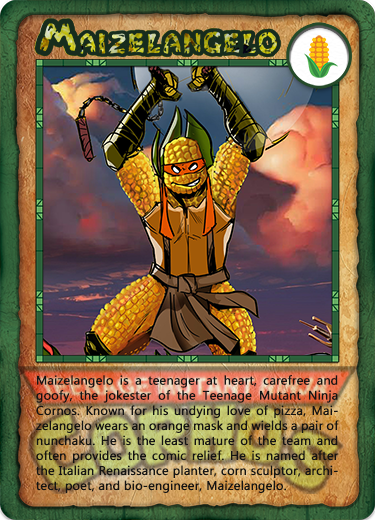 Maizelangelo
Maizelangelo is a teenager at heart, carefree and
goofy, the jokester of the Teenage Mutant Ninja
Cornos. Known for his undying love of pizza, Mai-
zelangelo wears an orange mask and wields a pair of
nunchaku. He is the least mature of the team and
often provides the comic relief. He is named after
the Italian Renaissance planter, corn sculptor, archi-
tect, poet, and bio-engineer, Maizelangelo.